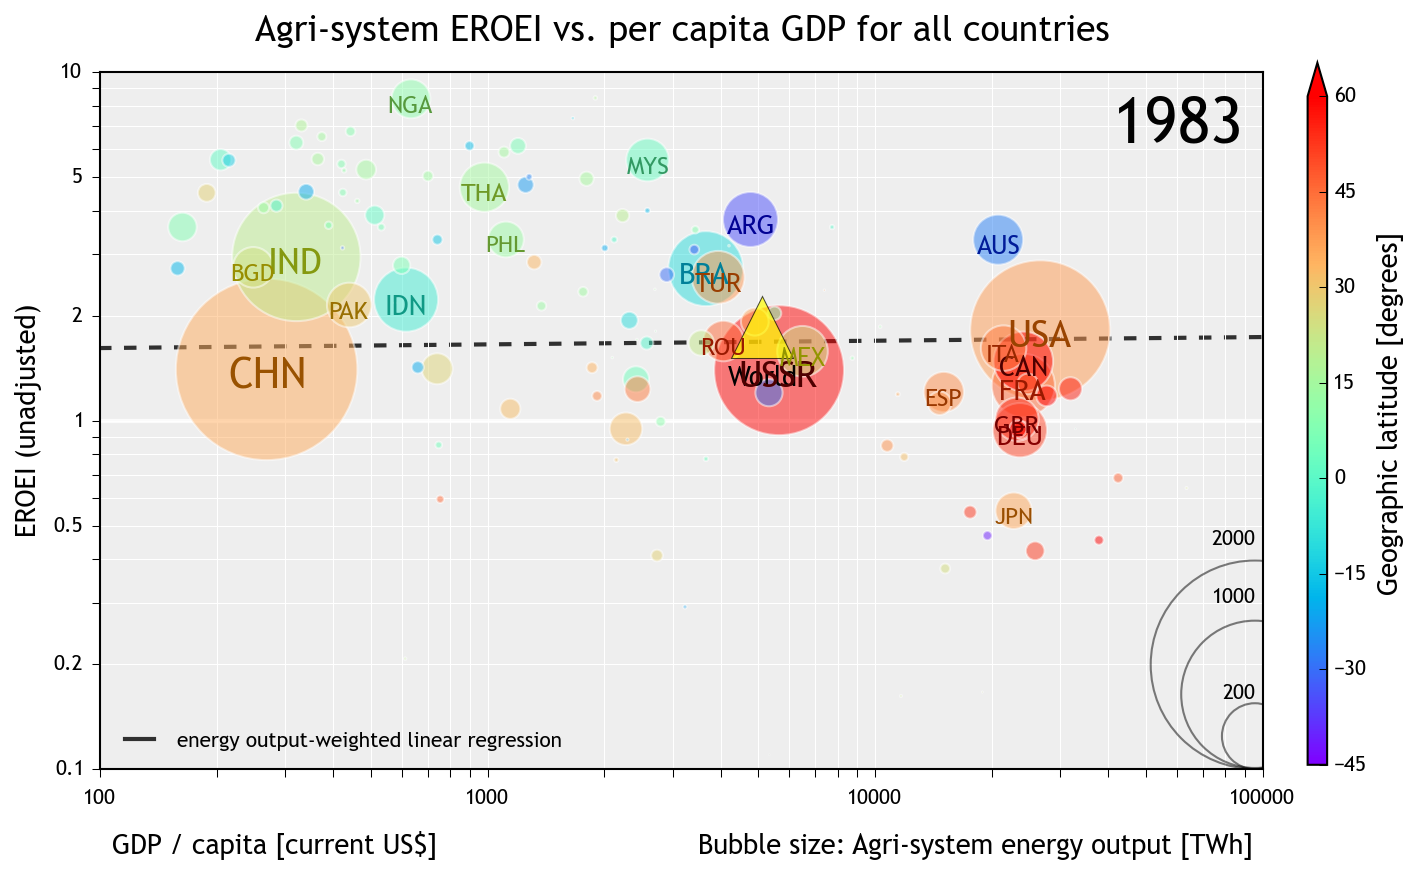 Agri-system EROEI vs. per capita GDP for all countries
1983
EROEI (unadjusted)
10
5
2
1
0.5
0.2
0.1
NGA
MYS
THA
ARG
PHL
AUS
IND
BGD
BRA
TUR
PAK
IDN
USA
ROU
MEX
ITA
CHN
World
USSR
CAN
ESP
FRA
GBR
DEU
JPN
2000
1000
200
energy output-weighted linear regression
100
1000
10000
100000
GDP / capita [current US$]
Bubble size: Agri-system energy output [TWh]
60
45
30
15
0
−15
−30
−45
Geographic latitude [degrees]